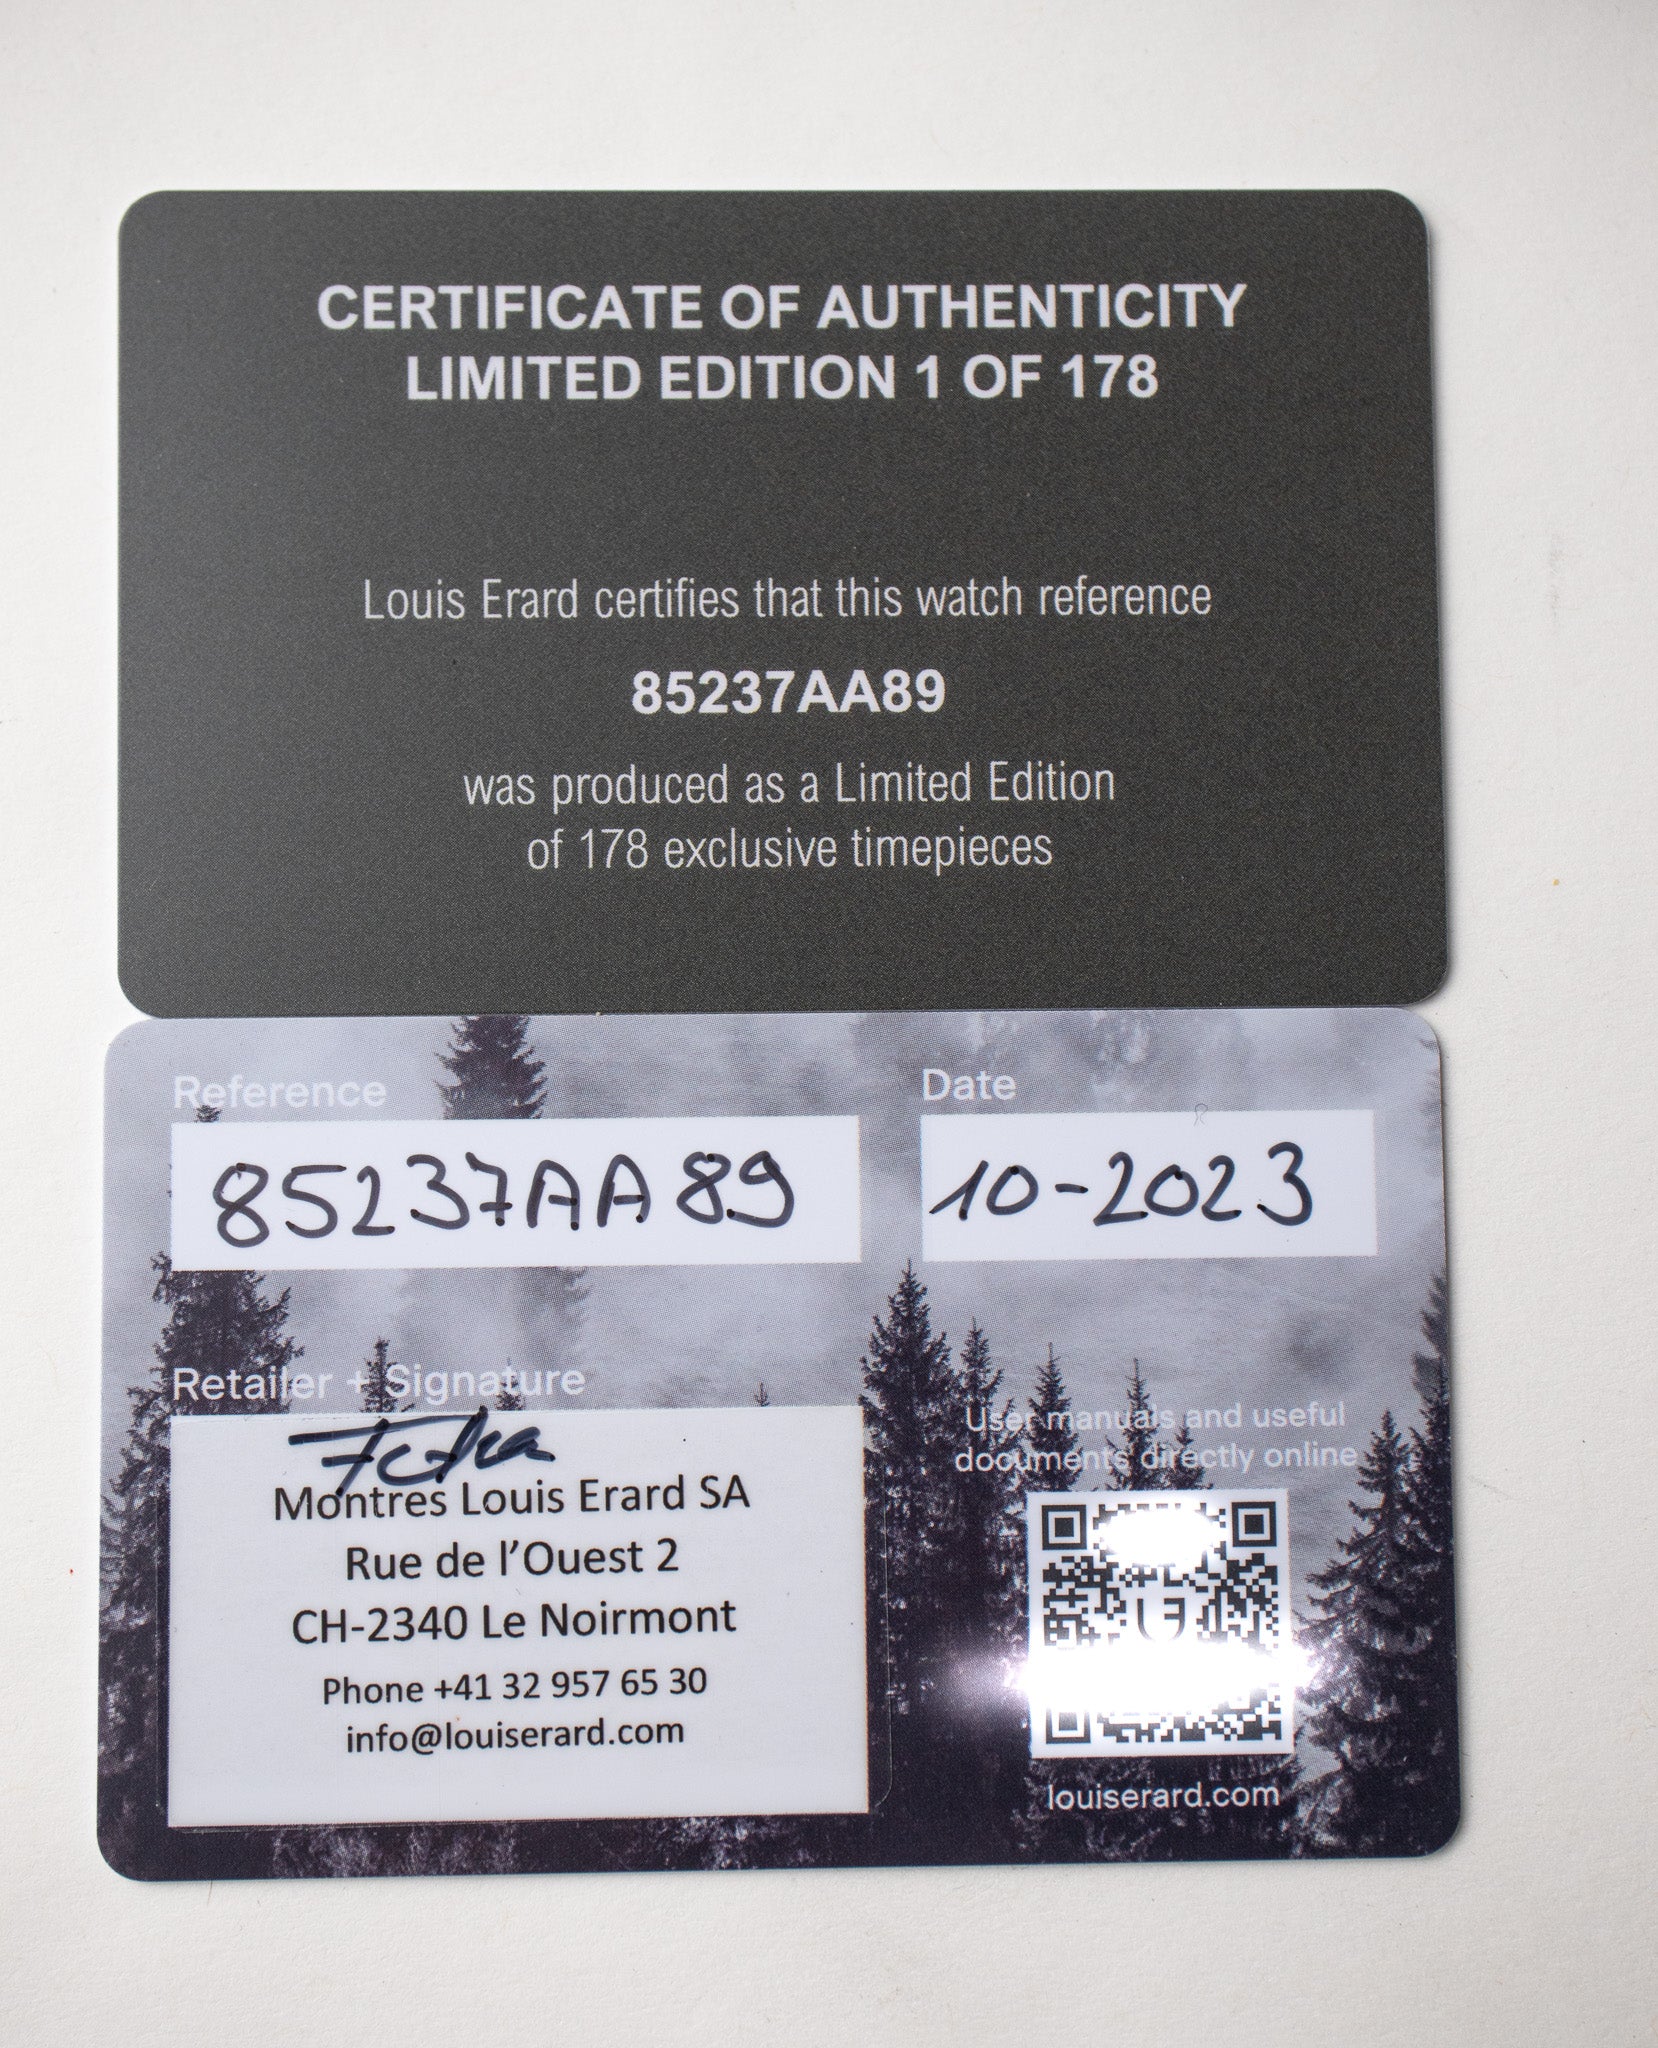 CERTIFICATE OF AUTHENTICITY
LIMITED EDITION 1 OF 178
Louis Erard certifies that this watch reference
85237AA89
was produced as a Limited Edition
of 178 exclusive timepieces
Reference
85237AA89
Date
10-2023
Retailer + Signature
Montres Louis Erard SA
Rue de l'Ouest 2
CH-2340 Le Noirmont
Phone +41 32 957 65 30
info@louiserard.com
User manuals and useful
documents directly online
LE
louiserard.com